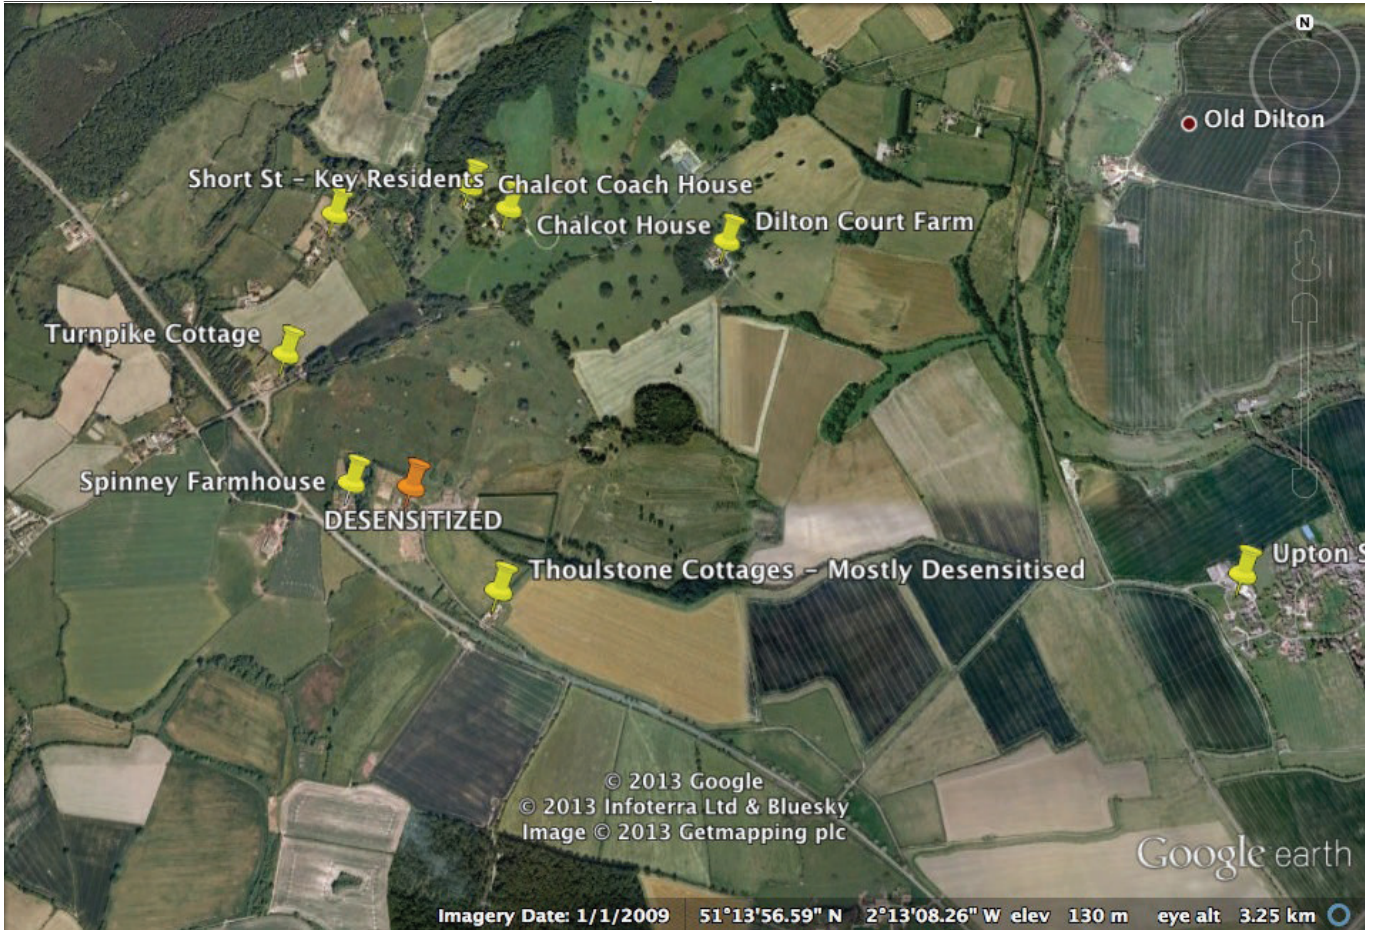 N
Old Dilton
Short St – Key Residents
Chalcot Coach House
Chalcot House
Dilton Court Farm
Turnpike Cottage
Spinney Farmhouse
DESENSITIZED
Thoulstone Cottages – Mostly Desensitised
Upton S
© 2013 Google
© 2013 Infoterra Ltd & Bluesky
Image © 2013 Getmapping plc
Google earth
Imagery Date: 1/1/2009 51°13'56.59" N 2°13'08.26" W elev 130 m eye alt 3.25 km